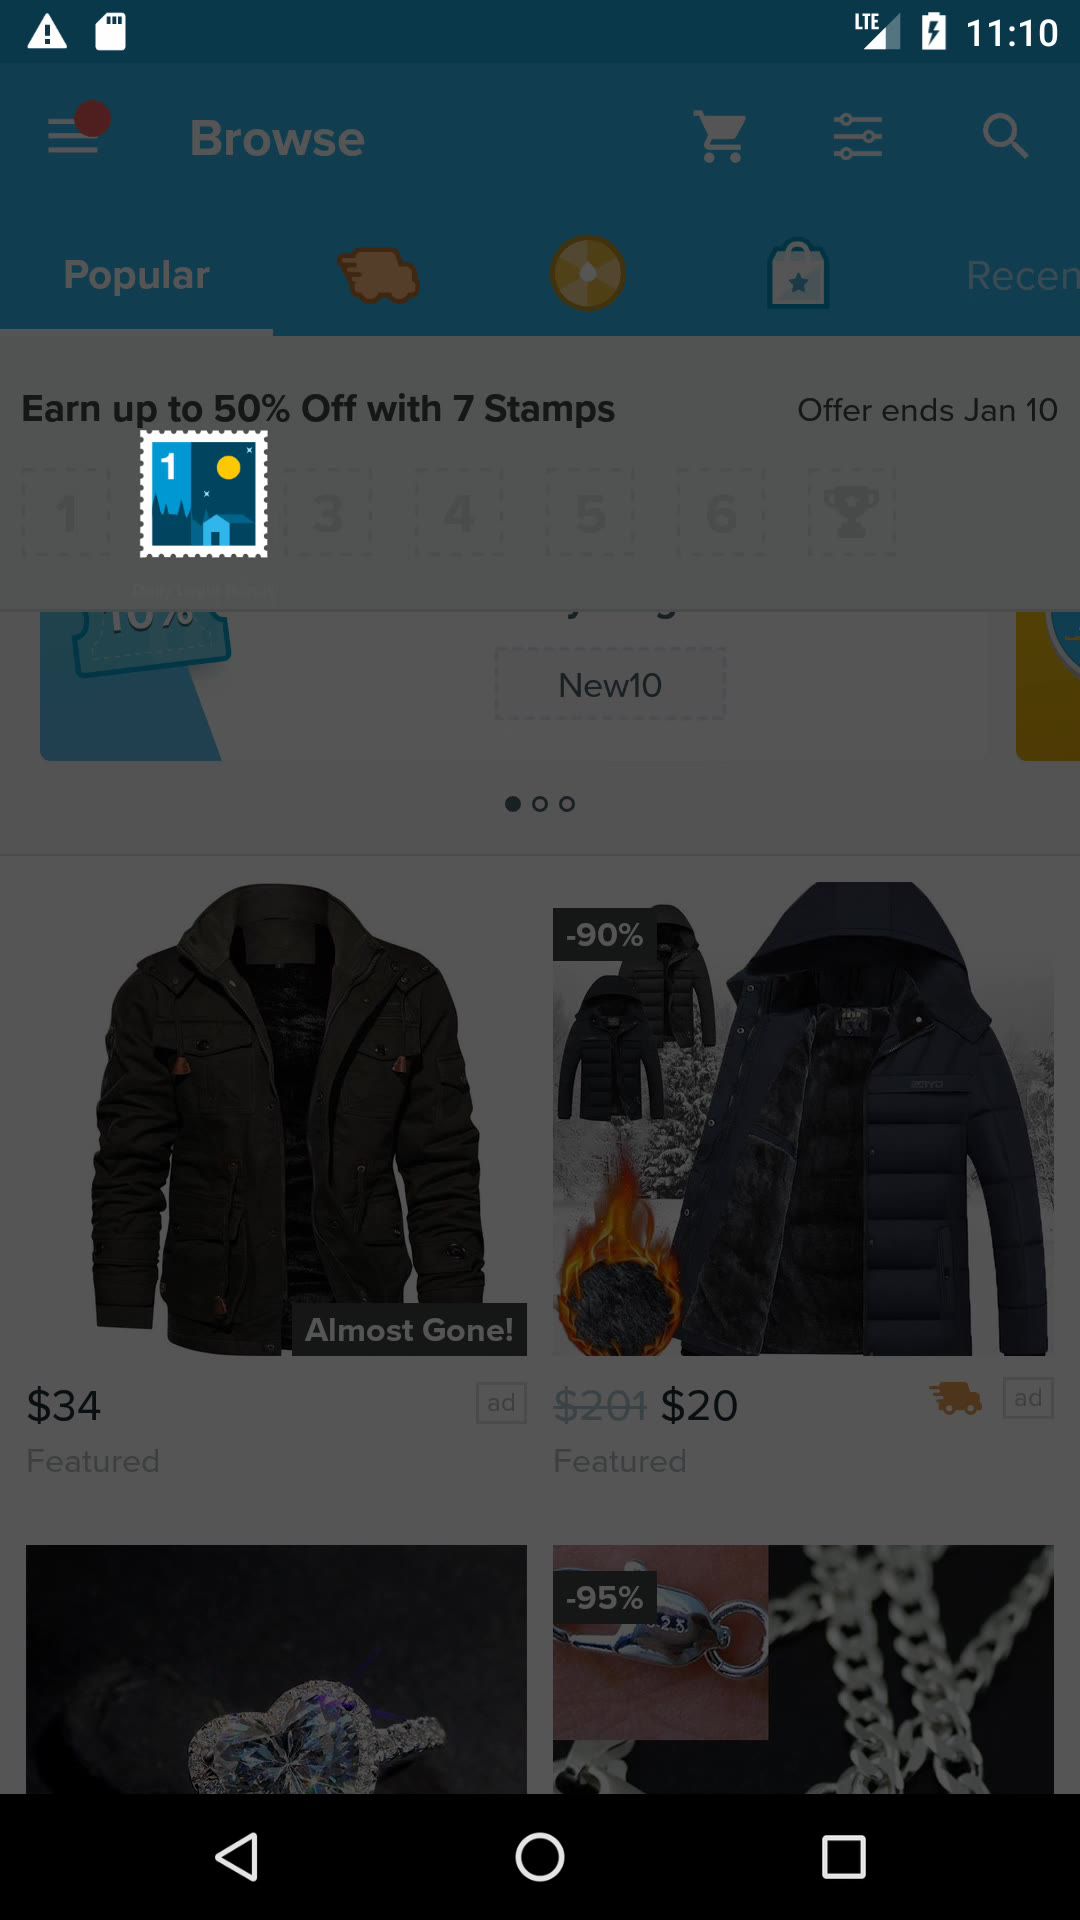 LTE 11:10
Browse
Popular
Recen
Earn up to 50% Off with 7 Stamps
Offer ends Jan 10
1
1
3
4
5
6
10%
New10
-90%
Almost Gone!
$34
ad
$201 $20
ad
Featured
Featured
-95%
925